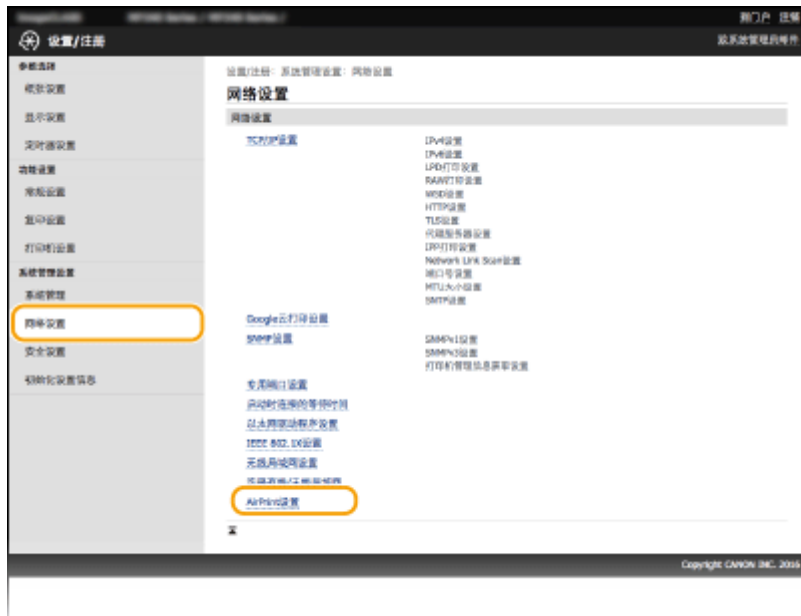 到门户 注销
设置/注册
致系统管理员邮件
参数选择
纸张设置
显示设置
定时器设置
功能设置
常规设置
复印设置
打印机设置
系统管理设置
系统管理
网络设置
安全设置
初始化设置信息
设置/注册: 系统管理设置: 网络设置
网络设置
网络设置
TCP/IP设置
IPv4设置
IPv6设置
LPD打印设置
RAW打印设置
WSD设置
HTTP设置
TLS设置
代理服务器设置
IPP打印设置
Network Link Scan设置
端口号设置
MTU大小设置
SNTP设置
Google云打印设置
SNMP设置
SNMPv1设置
SNMPv3设置
打印机管理信息获取设置
专用端口设置
启动时连接的等待时间
以太网驱动程序设置
IEEE 802.1X设置
无线局域网设置
AirPrint设置
Copyright CANON INC. 2016